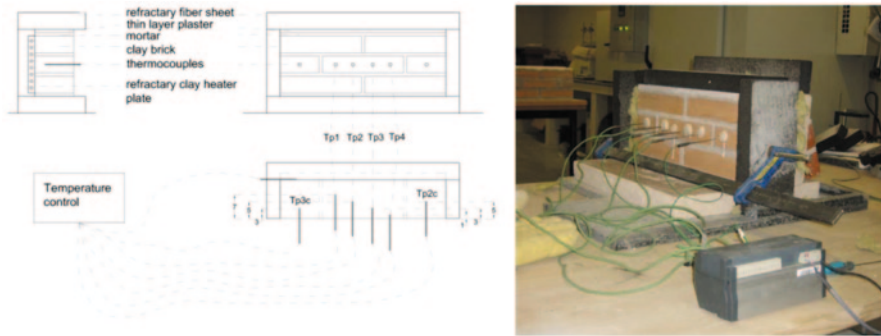 refractory fiber sheet
thin layer plaster
mortar
clay brick
thermocouples
refractory clay heater
plate
Tp1 Tp2 Tp3 Tp4
Temperature
control
Tp3c
Tp2c